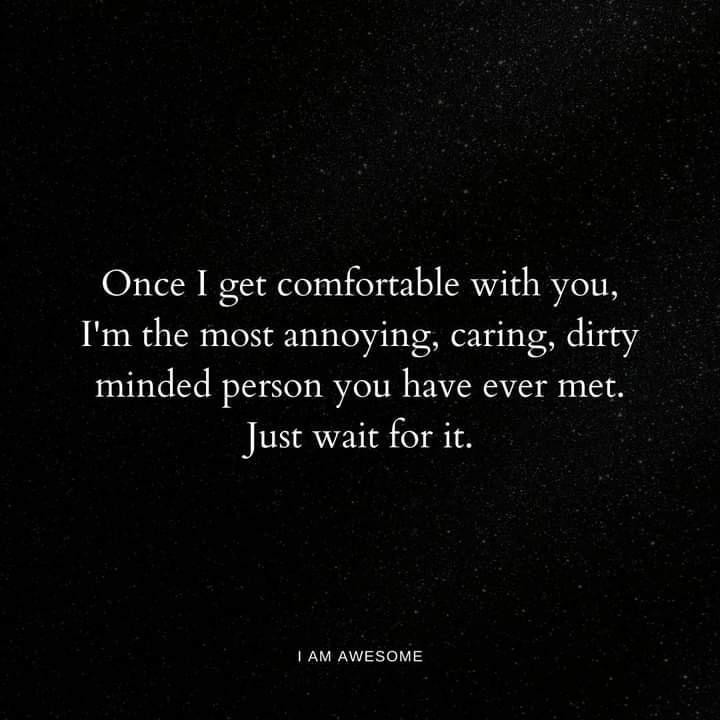 Once I get comfortable with you,
I'm the most annoying, caring, dirty
minded person you have ever met.
Just wait for it.
I AM AWESOME